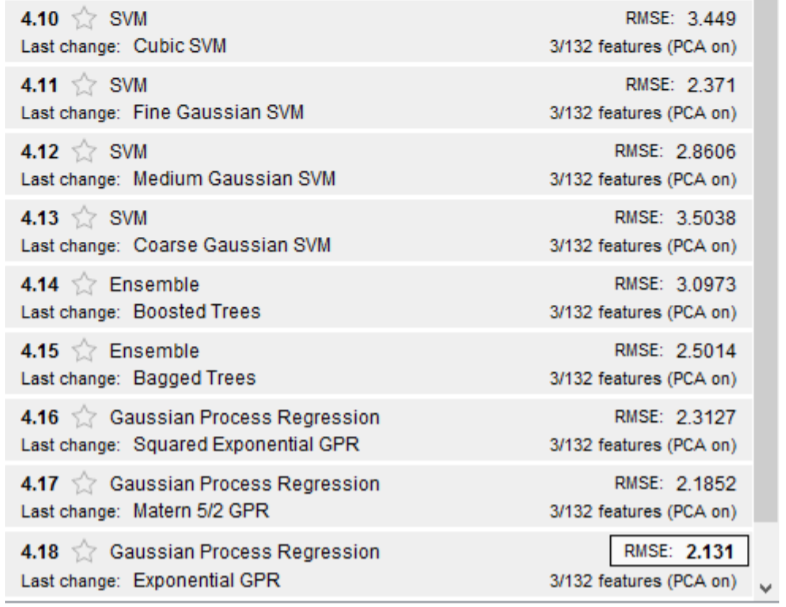 4.10 SVM RMSE: 3.449
Last change: Cubic SVM 3/132 features (PCA on)
4.11 SVM RMSE: 2.371
Last change: Fine Gaussian SVM 3/132 features (PCA on)
4.12 SVM RMSE: 2.8606
Last change: Medium Gaussian SVM 3/132 features (PCA on)
4.13 SVM RMSE: 3.5038
Last change: Coarse Gaussian SVM 3/132 features (PCA on)
4.14 Ensemble RMSE: 3.0973
Last change: Boosted Trees 3/132 features (PCA on)
4.15 Ensemble RMSE: 2.5014
Last change: Bagged Trees 3/132 features (PCA on)
4.16 Gaussian Process Regression RMSE: 2.3127
Last change: Squared Exponential GPR 3/132 features (PCA on)
4.17 Gaussian Process Regression RMSE: 2.1852
Last change: Matern 5/2 GPR 3/132 features (PCA on)
4.18 Gaussian Process Regression RMSE: 2.131
Last change: Exponential GPR 3/132 features (PCA on)